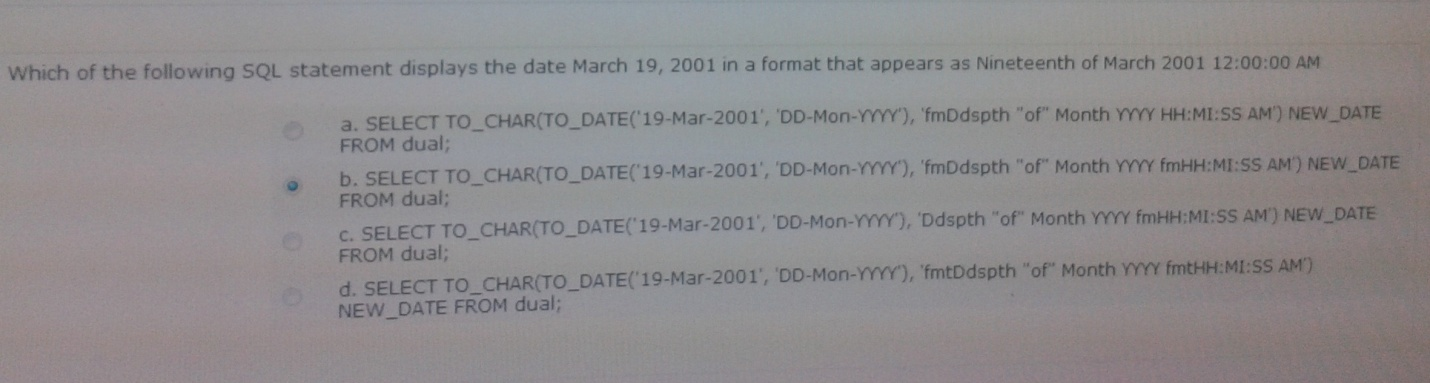 Which of the following SQL statement displays the date March 19, 2001 in a format that appears as Nineteenth of March 2001 12:00:00 AM
a. SELECT TO_CHAR(TO_DATE('19-Mar-2001', 'DD-Mon-YYYY'), 'fmDdspth "of" Month YYYY HH:MI:SS AM') NEW_DATE
FROM dual;
b. SELECT TO_CHAR(TO_DATE('19-Mar-2001', 'DD-Mon-YYYY'), 'fmDdspth "of" Month YYYY fmHH:MI:SS AM') NEW_DATE
FROM dual;
c. SELECT TO_CHAR(TO_DATE('19-Mar-2001', 'DD-Mon-YYYY'), 'Ddspth "of" Month YYYY fmHH:MI:SS AM') NEW_DATE
FROM dual;
d. SELECT TO_CHAR(TO_DATE('19-Mar-2001', 'DD-Mon-YYYY'), 'fmtDdspth "of" Month YYYY fmtHH:MI:SS AM')
NEW_DATE FROM dual;